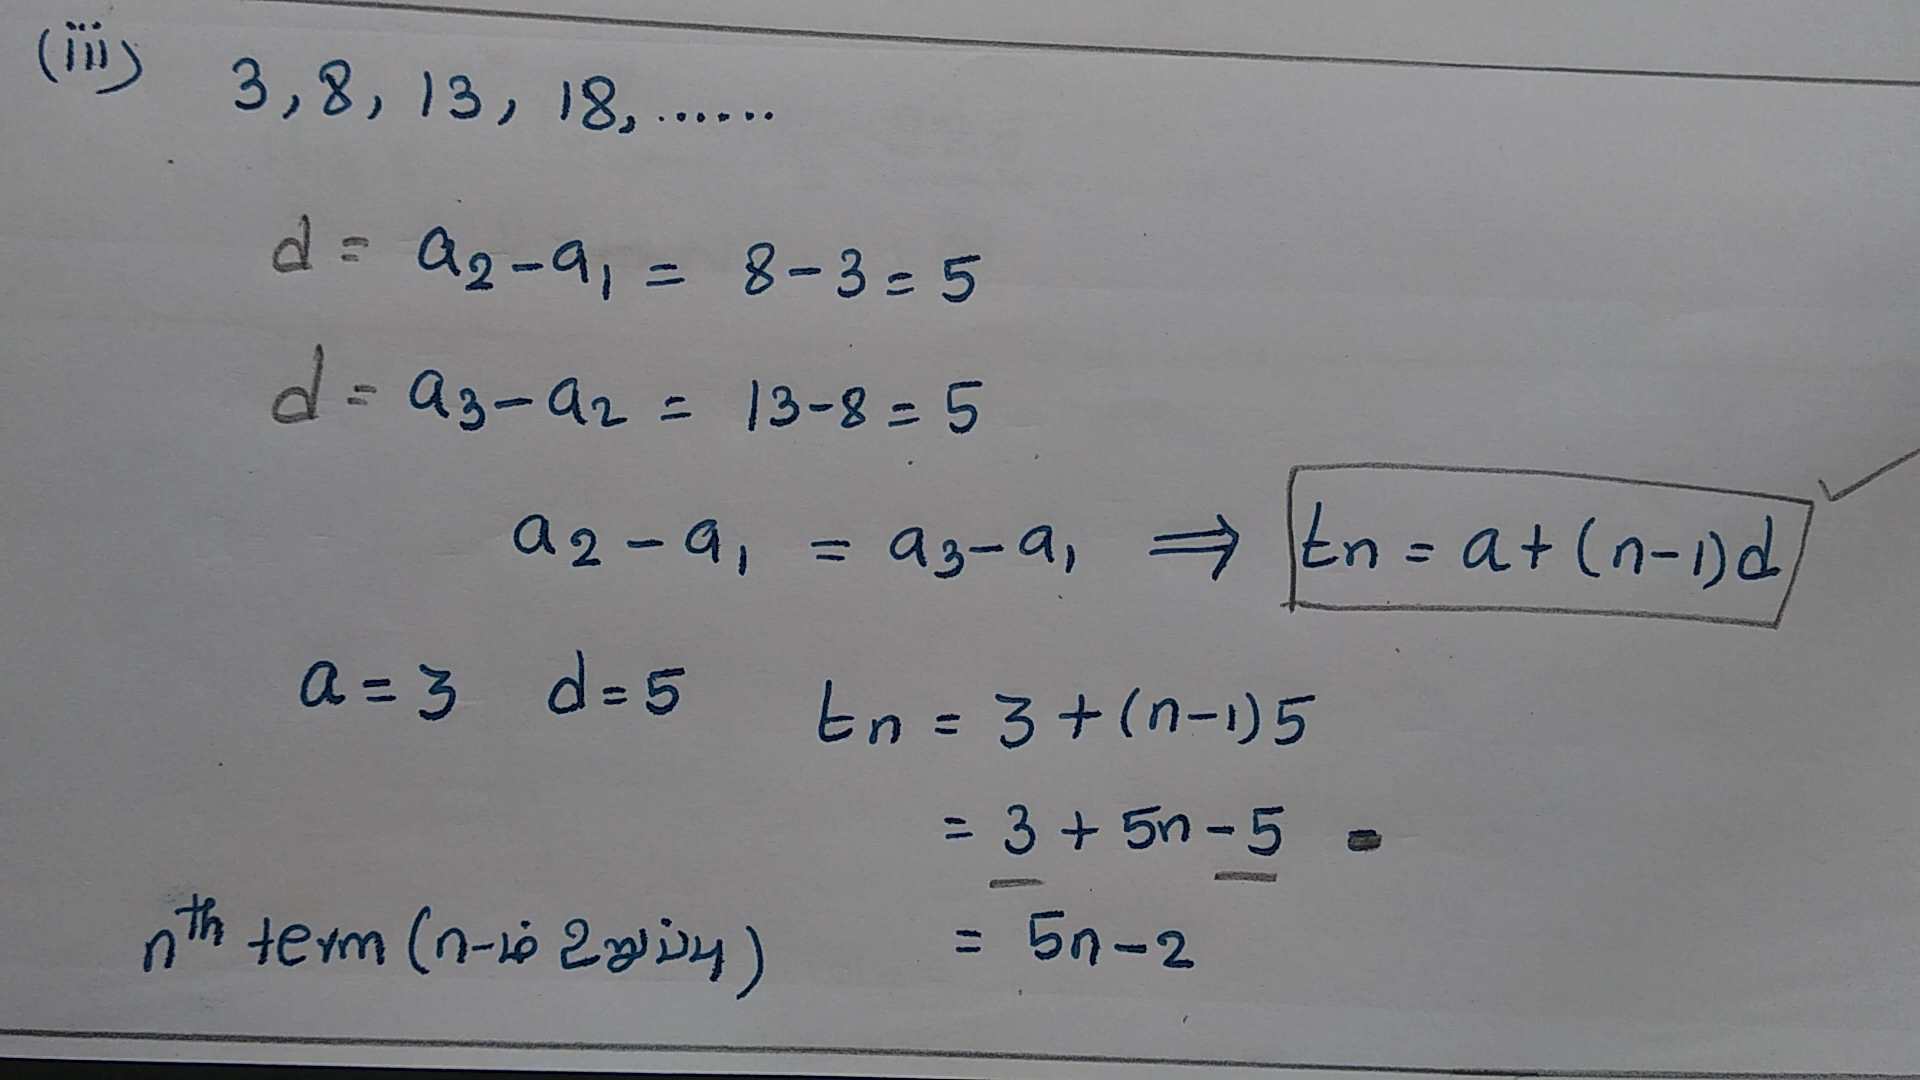 (iii) 3, 8, 13, 18, ......
d = a2 - a1 = 8 - 3 = 5
d = a3 - a2 = 13 - 8 = 5
a2 - a1 = a3 - a1 ⇒ tn = a + (n-1)d
a = 3 d = 5 tn = 3 + (n-1)5
= 3 + 5n - 5
nth term (n-ம் உறுப்பு) = 5n - 2